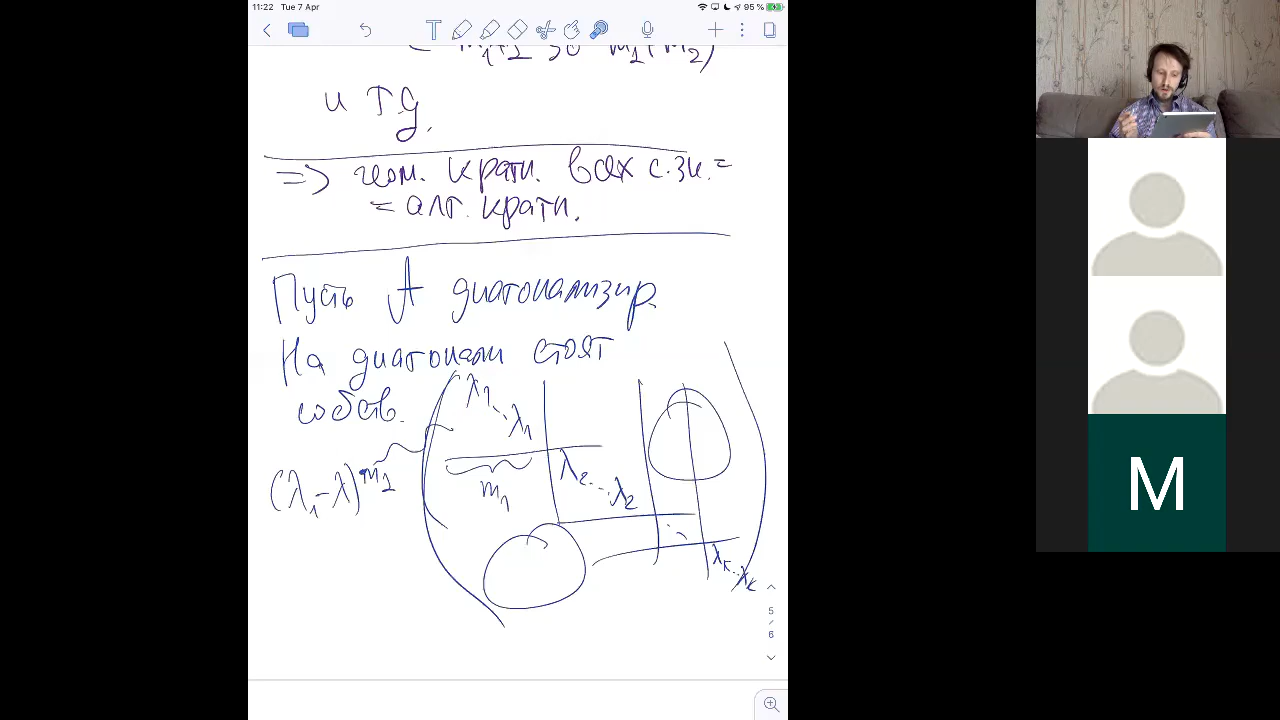 11:22 Tue 7 Apr
95 %
T
и тд.
=> геом. кратн. всех с.зн. =
= алг. кратн.
Пусть A диагонализир.
На диагонали стоят
собств.
λ1 ⋱ λ1
(λ1-λ)^m1
m1
λ2 ⋱ λ2
λk ⋱ λk
5
/
6
M